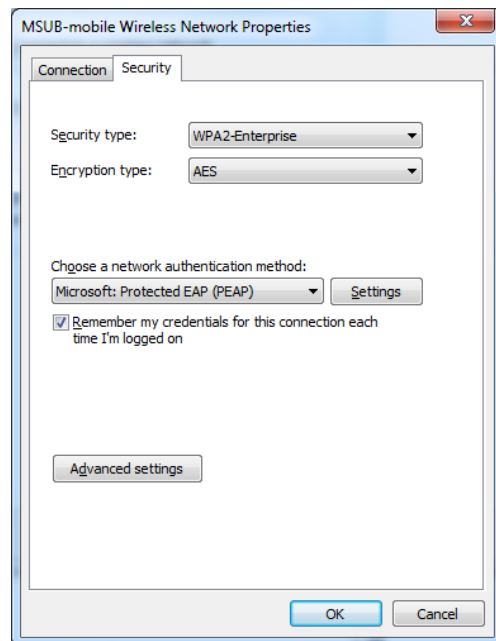 MSUB-mobile Wireless Network Properties
Connection
Security
Security type:
WPA2-Enterprise
Encryption type:
AES
Choose a network authentication method:
Microsoft: Protected EAP (PEAP)
Settings
Remember my credentials for this connection each
time I'm logged on
Advanced settings
OK
Cancel